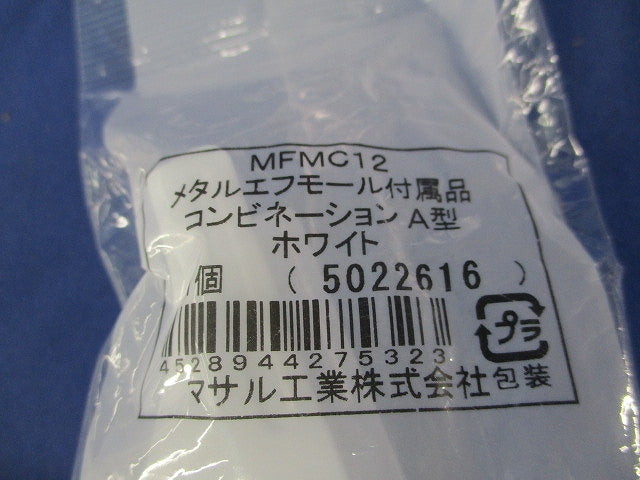 MFMC12
メタルエフモール付属品
コンビネーション A型
ホワイト
個 ( 5022616 )
4528944275323
プラ
マサル工業株式会社 包装